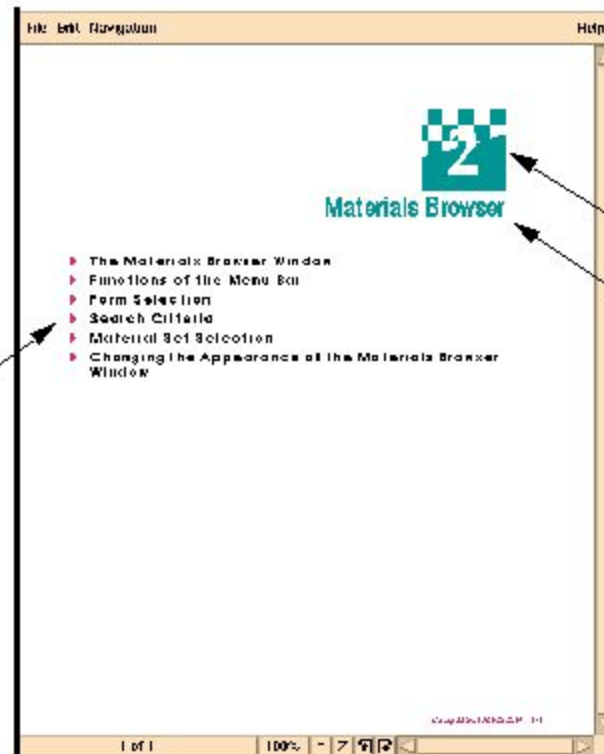 File Edit Navigation Help
2
Materials Browser
The Materials Browser Window
Functions of the Menu Bar
Form Selection
Search Criteria
Material Set Selection
Changing the Appearance of the Materials Browser
Window
1 of 1 100% - Z